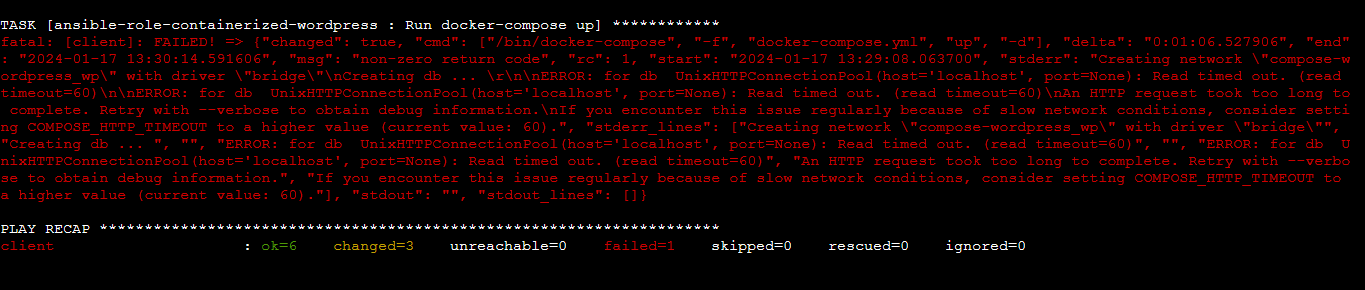 TASK [ansible-role-containerized-wordpress : Run docker-compose up] ************
fatal: [client]: FAILED! => {"changed": true, "cmd": ["/bin/docker-compose", "-f", "docker-compose.yml", "up", "-d"], "delta": "0:01:06.527906", "end"
: "2024-01-17 13:30:14.591606", "msg": "non-zero return code", "rc": 1, "start": "2024-01-17 13:29:08.063700", "stderr": "Creating network \"compose-w
ordpress_wp\" with driver \"bridge\"\nCreating db ... \r\n\nERROR: for db  UnixHTTPConnectionPool(host='localhost', port=None): Read timed out. (read
timeout=60)\n\nERROR: for db  UnixHTTPConnectionPool(host='localhost', port=None): Read timed out. (read timeout=60)\nAn HTTP request took too long to
 complete. Retry with --verbose to obtain debug information.\nIf you encounter this issue regularly because of slow network conditions, consider setti
ng COMPOSE_HTTP_TIMEOUT to a higher value (current value: 60).", "stderr_lines": ["Creating network \"compose-wordpress_wp\" with driver \"bridge\"",
"Creating db ... ", "", "ERROR: for db  UnixHTTPConnectionPool(host='localhost', port=None): Read timed out. (read timeout=60)", "", "ERROR: for db  U
nixHTTPConnectionPool(host='localhost', port=None): Read timed out. (read timeout=60)", "An HTTP request took too long to complete. Retry with --verbo
se to obtain debug information.", "If you encounter this issue regularly because of slow network conditions, consider setting COMPOSE_HTTP_TIMEOUT to
a higher value (current value: 60)."], "stdout": "", "stdout_lines": []}
PLAY RECAP *********************************************************************
client                     : ok=6    changed=3    unreachable=0    failed=1    skipped=0    rescued=0    ignored=0